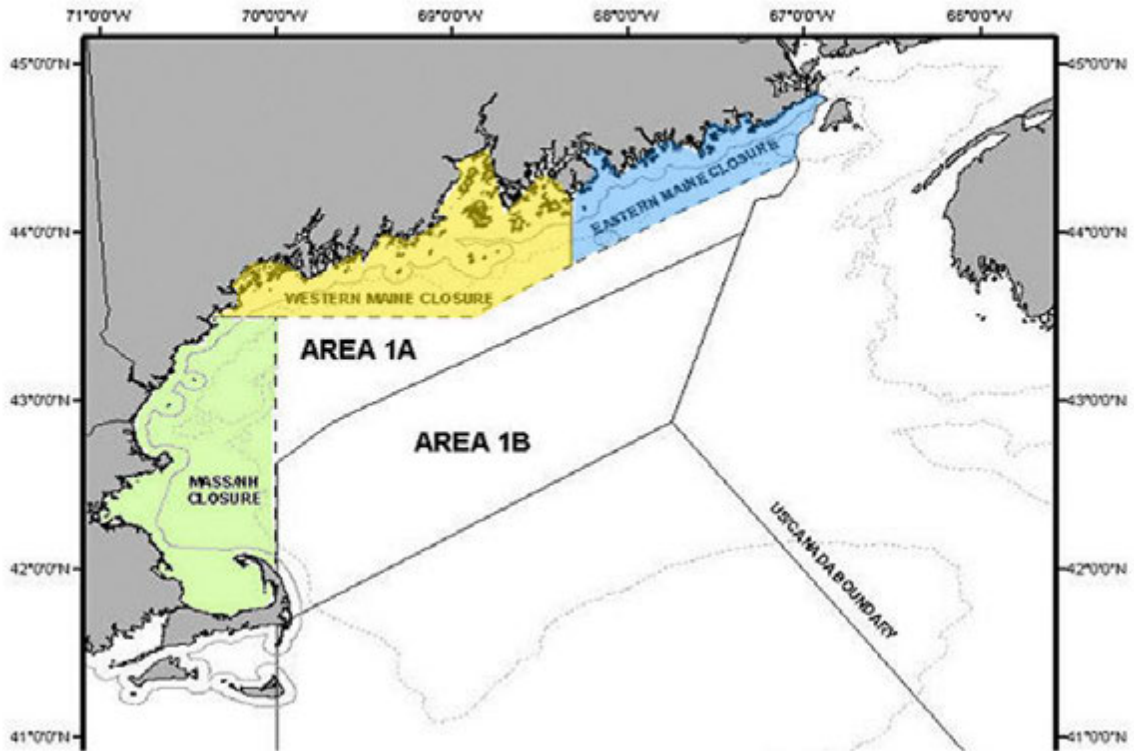 71°0'0"W 70°0'0"W 69°0'0"W 68°0'0"W 67°0'0"W 66°0'0"W
45°0'0"N 45°0'0"N
EASTERN MAINE CLOSURE
44°0'0"N 44°0'0"N
WESTERN MAINE CLOSURE
AREA 1A
43°0'0"N 43°0'0"N
AREA 1B
MASS/NH
CLOSURE
US/CANADA BOUNDARY
42°0'0"N 42°0'0"N
41°0'0"N 41°0'0"N